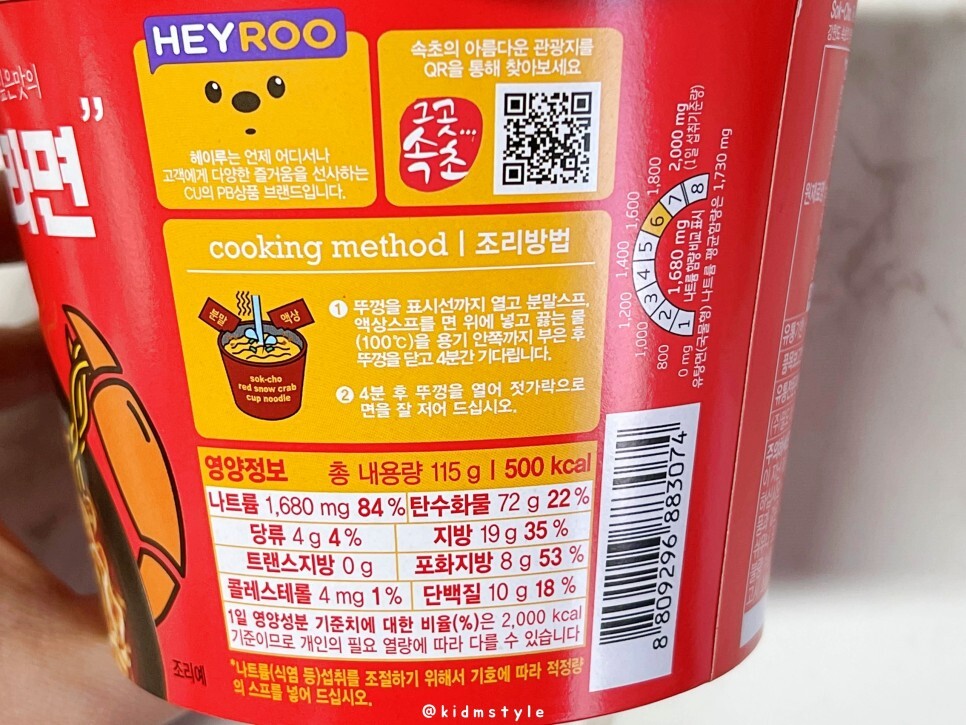 HEYROO
헤이루는 언제 어디서나
고객에게 다양한 즐거움을 선사하는
CU의 PB상품 브랜드입니다.
속초의 아름다운 관광지를
QR을 통해 찾아보세요
그곳...
속초
면”
cooking method | 조리방법
분말
액상
sok-cho
red snow crab
cup noodle
① 뚜껑을 표시선까지 열고 분말스프,
액상스프를 면 위에 넣고 끓는 물
(100℃)을 용기 안쪽까지 부은 후
뚜껑을 닫고 4분간 기다립니다.
② 4분 후 뚜껑을 열어 젓가락으로
면을 잘 저어 드십시오.
0 mg 800 1,000 1,200 1,400 1,600 1,800 2,000 mg
(1일 섭취기준량)
1 2 3 4 5 6 7 8
1,680 mg
나트륨 함량 비교 표시
유탕면(국물형) 나트륨 평균함량은 1,730 mg
영양정보 총 내용량 115 g | 500 kcal
나트륨 1,680 mg 84 % 탄수화물 72 g 22 %
당류 4 g 4 % 지방 19 g 35 %
트랜스지방 0 g 포화지방 8 g 53 %
콜레스테롤 4 mg 1 % 단백질 10 g 18 %
1일 영양성분 기준치에 대한 비율(%)은 2,000 kcal
기준이므로 개인의 필요 열량에 따라 다를 수 있습니다
*나트륨(식염 등)섭취를 조절하기 위해서 기호에 따라 적정량
의 스프를 넣어 드십시오.
조리예
8 809296 883074
@kidmstyle